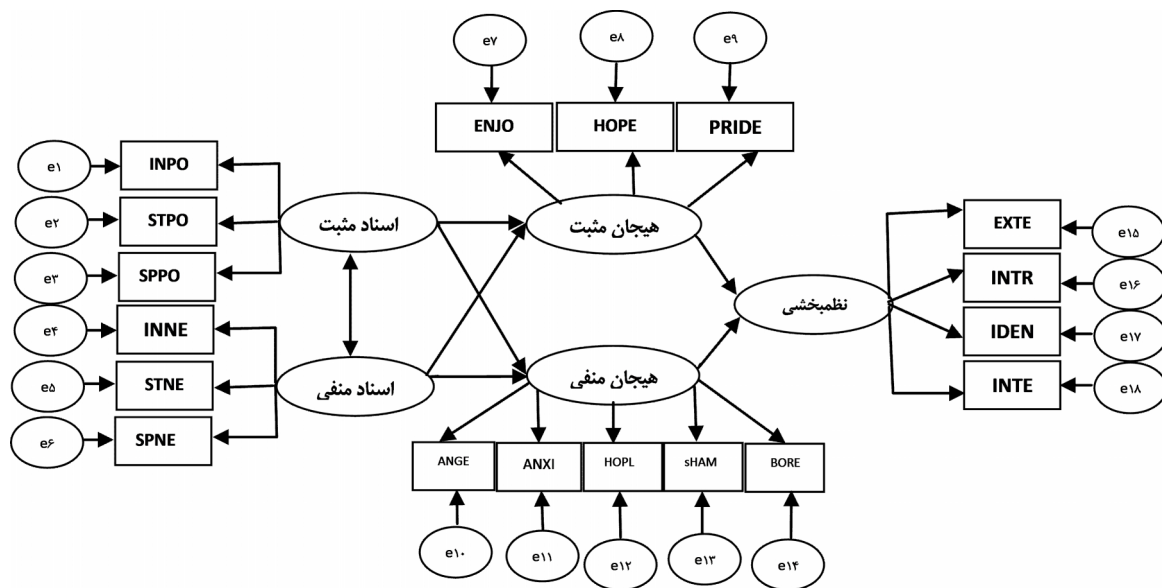 e۷
e۸
e۹
ENJO
HOPE
PRIDE
e۱
INPO
e۲
STPO
e۳
SPPO
e۴
INNE
e۵
STNE
e۶
SPNE
اسناد مثبت
اسناد منفی
هیجان مثبت
هیجان منفی
نظمبخشی
EXTE
e۱۵
INTR
e۱۶
IDEN
e۱۷
INTE
e۱۸
ANGE
ANXI
HOPL
sHAM
BORE
e۱۰
e۱۱
e۱۲
e۱۳
e۱۴